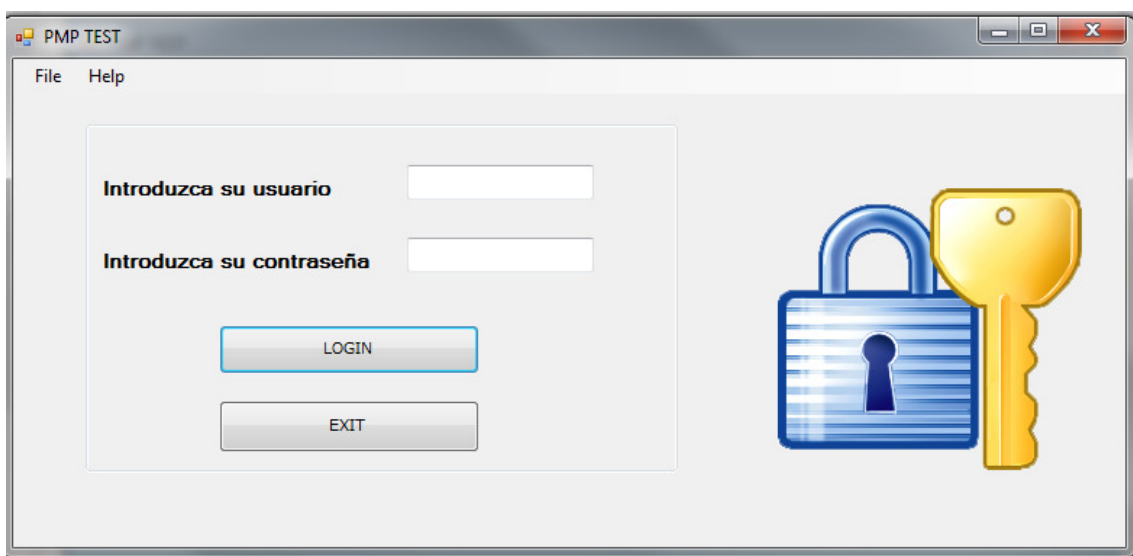 PMP TEST
File Help
Introduzca su usuario
Introduzca su contraseña
LOGIN
EXIT